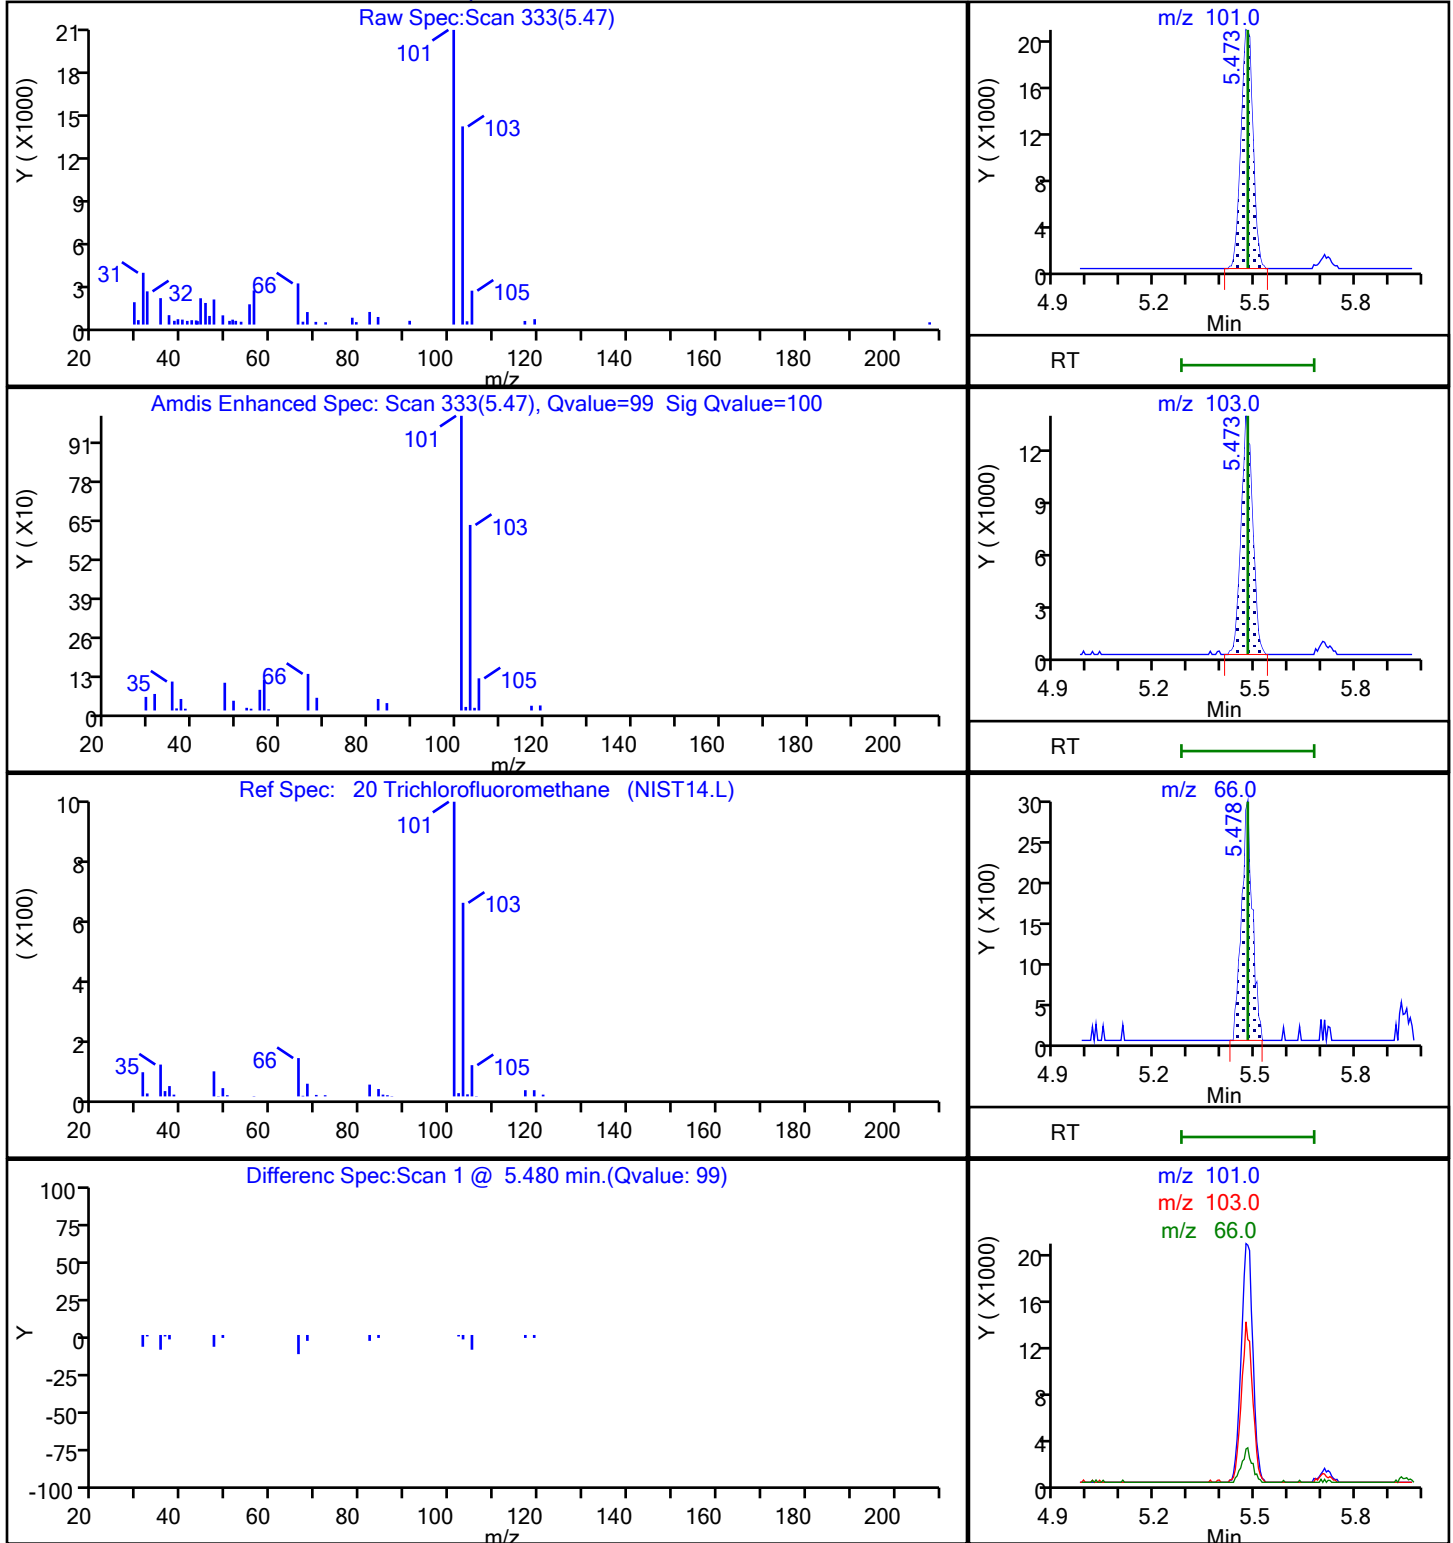 Raw Spec:Scan 333(5.47)
21
18
15
12
9
6
3
0
Y ( X1000)
101
103
31
32
66
105
20 40 60 80 100 120 140 160 180 200
m/z
m/z 101.0
20
16
12
8
4
0
Y ( X1000)
5.473
4.9 5.2 5.5 5.8
Min
RT
Amdis Enhanced Spec: Scan 333(5.47), Qvalue=99 Sig Qvalue=100
91
78
65
52
39
26
13
0
Y ( X10)
101
103
35
66
105
20 40 60 80 100 120 140 160 180 200
m/z
m/z 103.0
12
9
6
3
0
Y ( X1000)
5.473
4.9 5.2 5.5 5.8
Min
RT
Ref Spec: 20 Trichlorofluoromethane (NIST14.L)
10
8
6
4
2
0
( X100)
101
103
35
66
105
20 40 60 80 100 120 140 160 180 200
m/z 66.0
30
25
20
15
10
5
0
Y ( X100)
5.478
4.9 5.2 5.5 5.8
Min
RT
Differenc Spec:Scan 1 @ 5.480 min.(Qvalue: 99)
100
75
50
25
0
-25
-50
-75
-100
Y
20 40 60 80 100 120 140 160 180 200
m/z
m/z 101.0
m/z 103.0
m/z 66.0
20
16
12
8
4
0
Y ( X1000)
4.9 5.2 5.5 5.8
Min